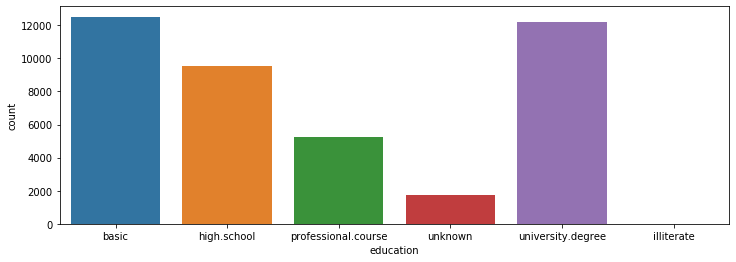 12000
10000
8000
6000
4000
2000
0
count
basic high.school professional.course unknown university.degree illiterate
education